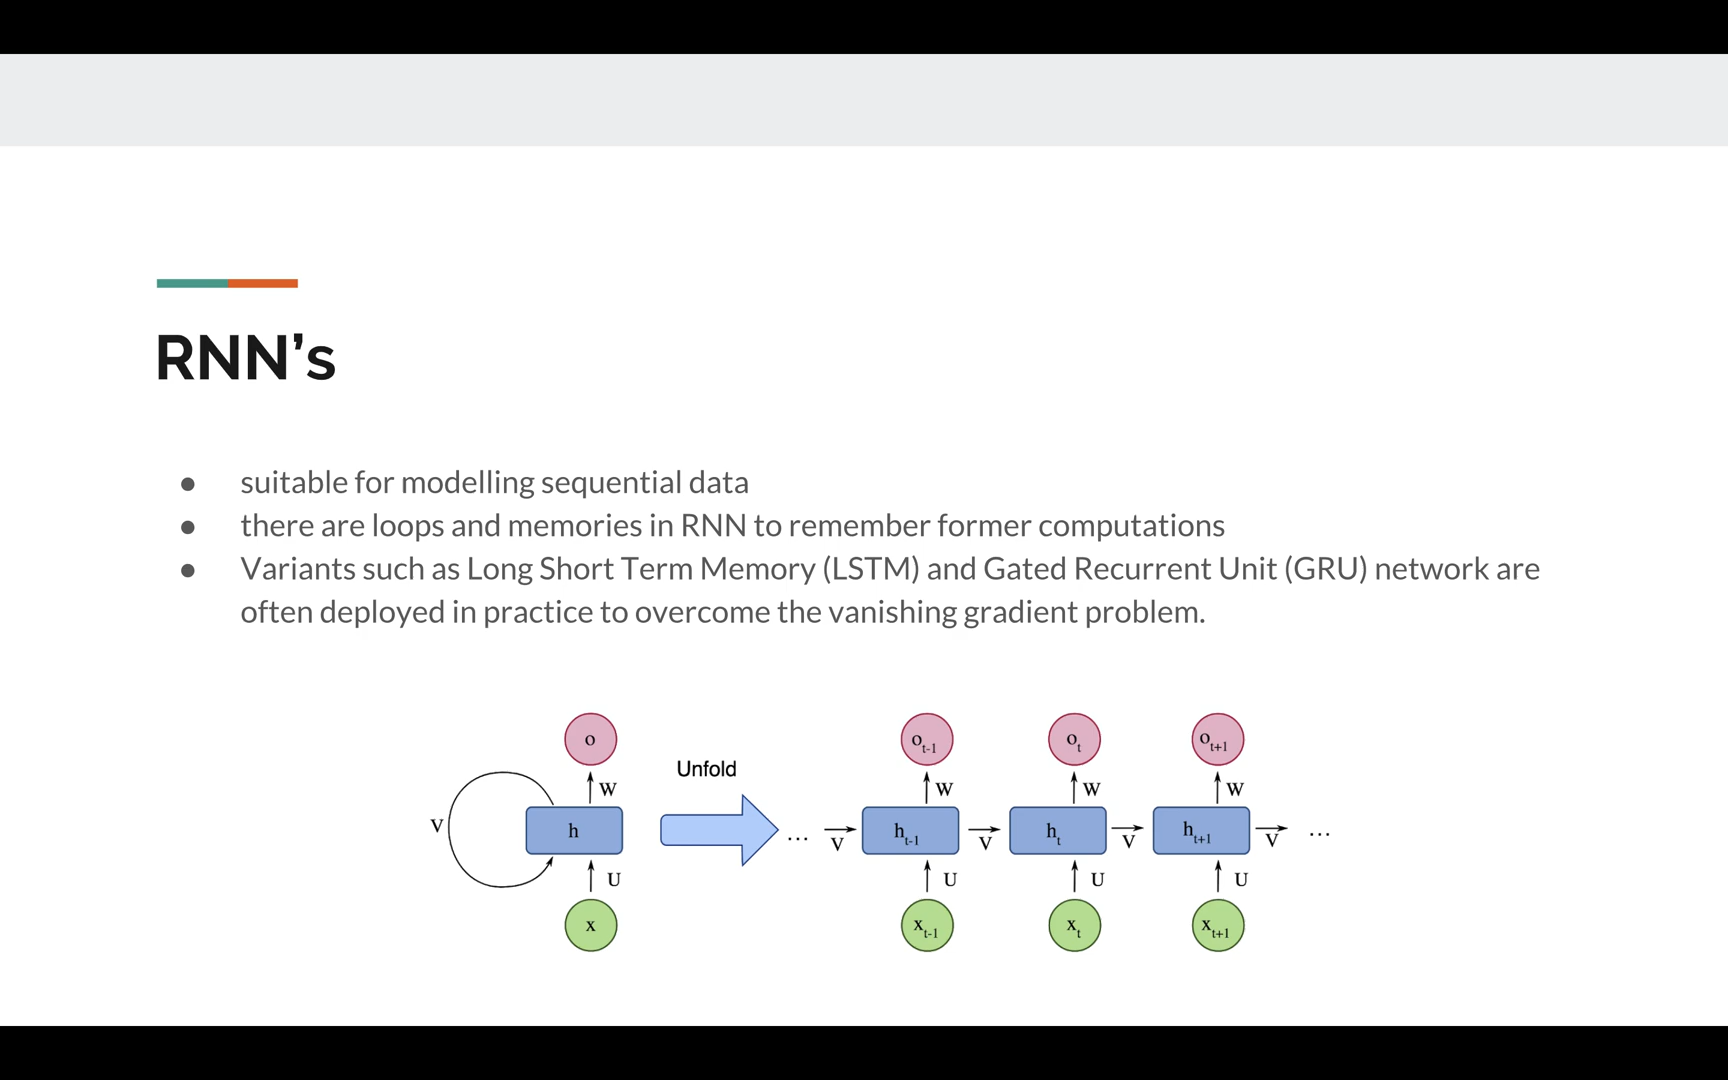 RNN’s
● suitable for modelling sequential data
● there are loops and memories in RNN to remember former computations
● Variants such as Long Short Term Memory (LSTM) and Gated Recurrent Unit (GRU) network are
often deployed in practice to overcome the vanishing gradient problem.
o
Unfold
o t-1
o t
o t+1
W
W
W
W
V
h
...
V
h t-1
V
h t
V
h t+1
V
...
U
U
U
U
x
x t-1
x t
x t+1